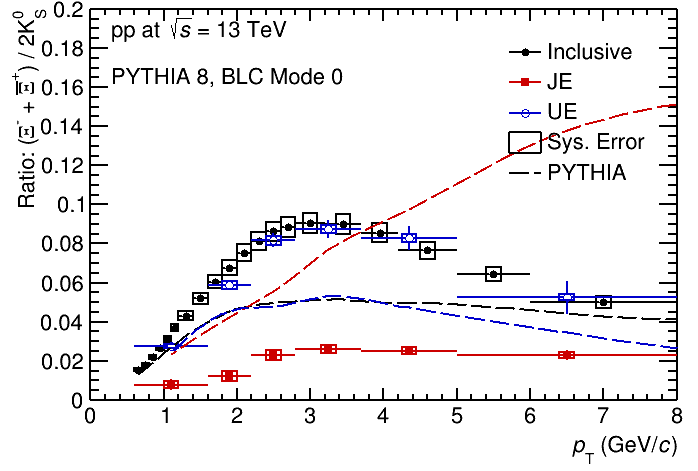 0.2
0.18
0.16
0.14
0.12
0.1
0.08
0.06
0.04
0.02
0
Ratio: (Ξ⁻ + Ξ̅⁺) / 2K⁰_S
pp at √s = 13 TeV
PYTHIA 8, BLC Mode 0
Inclusive
JE
UE
Sys. Error
PYTHIA
0 1 2 3 4 5 6 7 8
p_T (GeV/c)